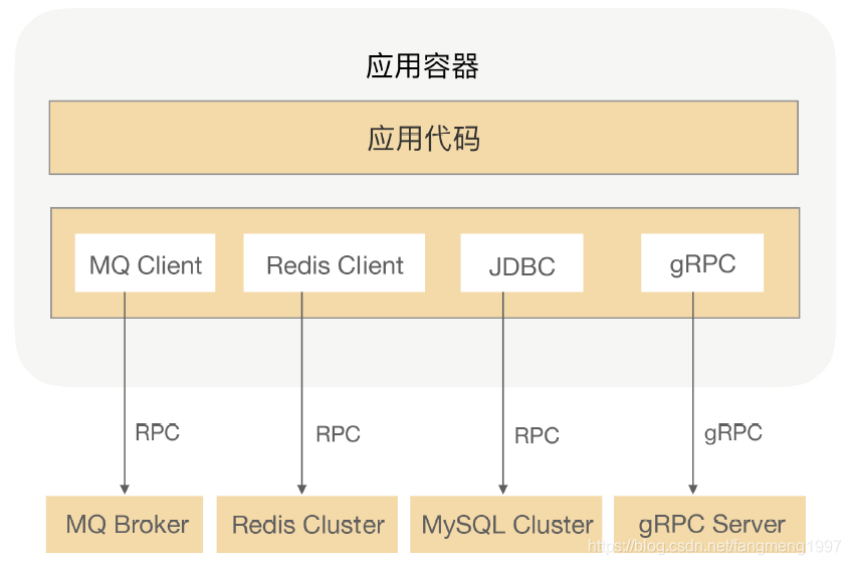 应用容器
应用代码
MQ Client
Redis Client
JDBC
gRPC
RPC
RPC
RPC
gRPC
MQ Broker
Redis Cluster
MySQL Cluster
gRPC Server
https://blog.csdn.net/fangmeng1997